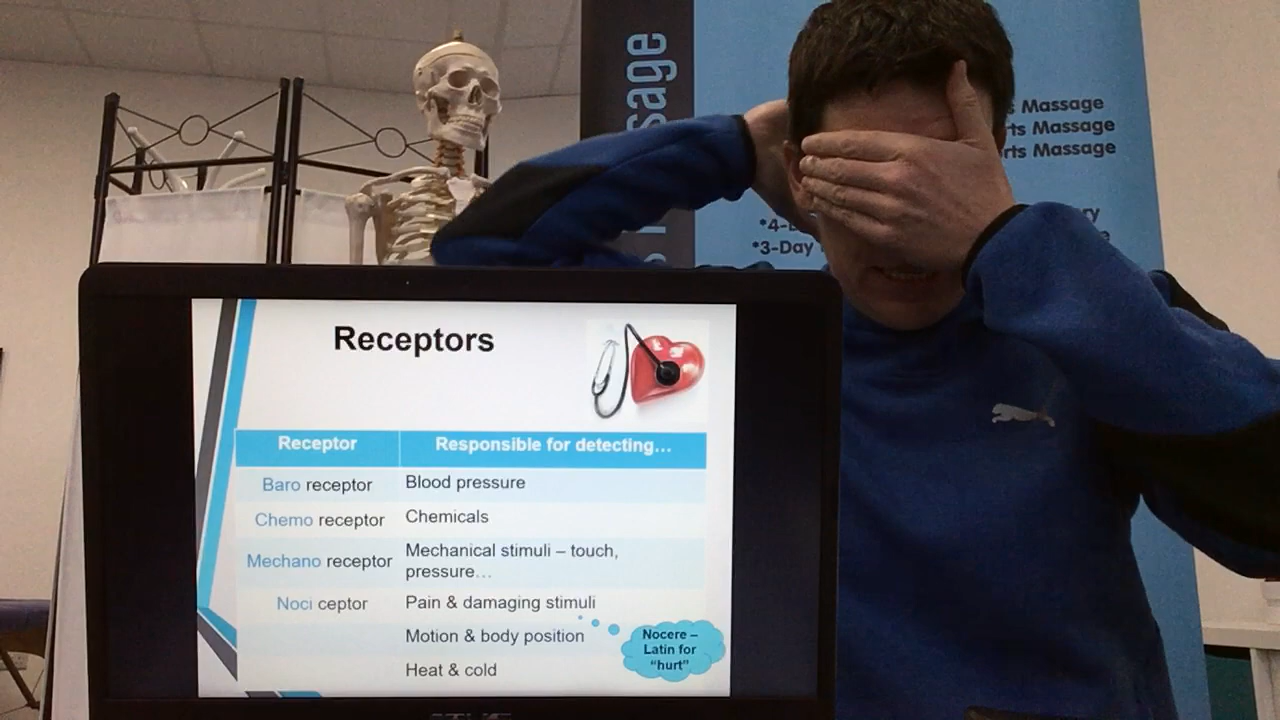 sage
s Massage
rts Massage
rts Massage
ry
*4-D
*3-Day
Receptors
Receptor Responsible for detecting...
Baro receptor Blood pressure
Chemo receptor Chemicals
Mechano receptor Mechanical stimuli – touch,
pressure...
Noci ceptor Pain & damaging stimuli
Motion & body position
Heat & cold
Nocere –
Latin for
"hurt"